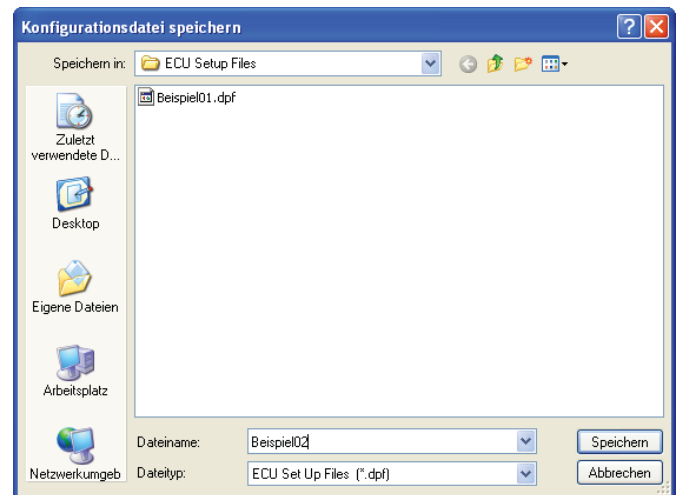 Konfigurationsdatei speichern
Speichern in:
ECU Setup Files
Beispiel01.dpf
Zuletzt
verwendete D...
Desktop
Eigene Dateien
Arbeitsplatz
Netzwerkumgeb
Dateiname:
Beispiel02
Speichern
Dateityp:
ECU Set Up Files (*.dpf)
Abbrechen